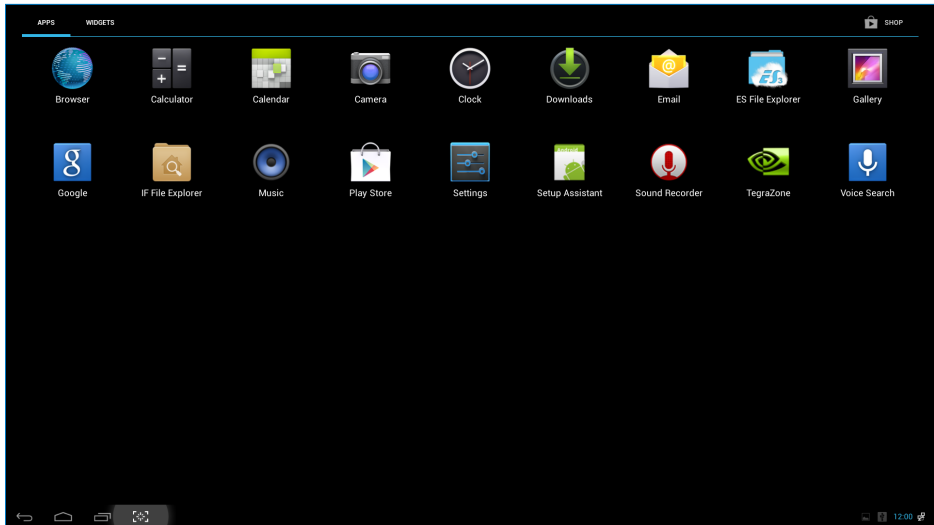 APPS WIDGETS SHOP
Browser Calculator Calendar Camera Clock Downloads Email ES File Explorer Gallery
Google IF File Explorer Music Play Store Settings Setup Assistant Sound Recorder TegraZone Voice Search
12:00